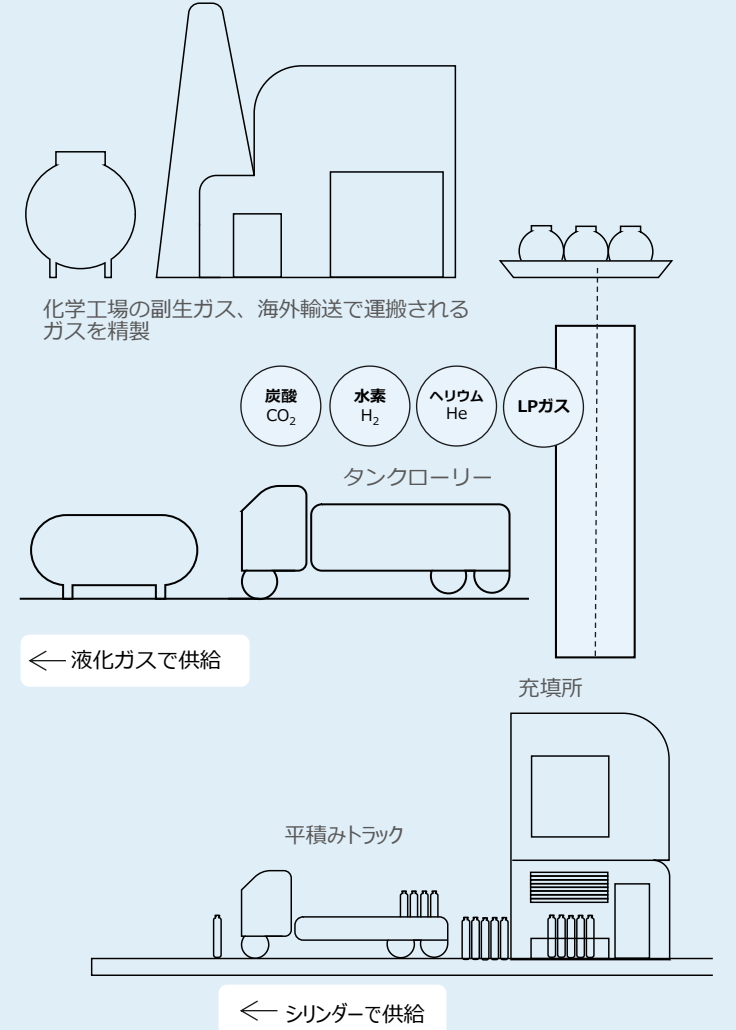 化学工場の副生ガス、海外輸送で運搬される
ガスを精製
炭酸
CO₂
水素
H₂
ヘリウム
He
LPガス
タンクローリー
← 液化ガスで供給
充填所
平積みトラック
← シリンダーで供給